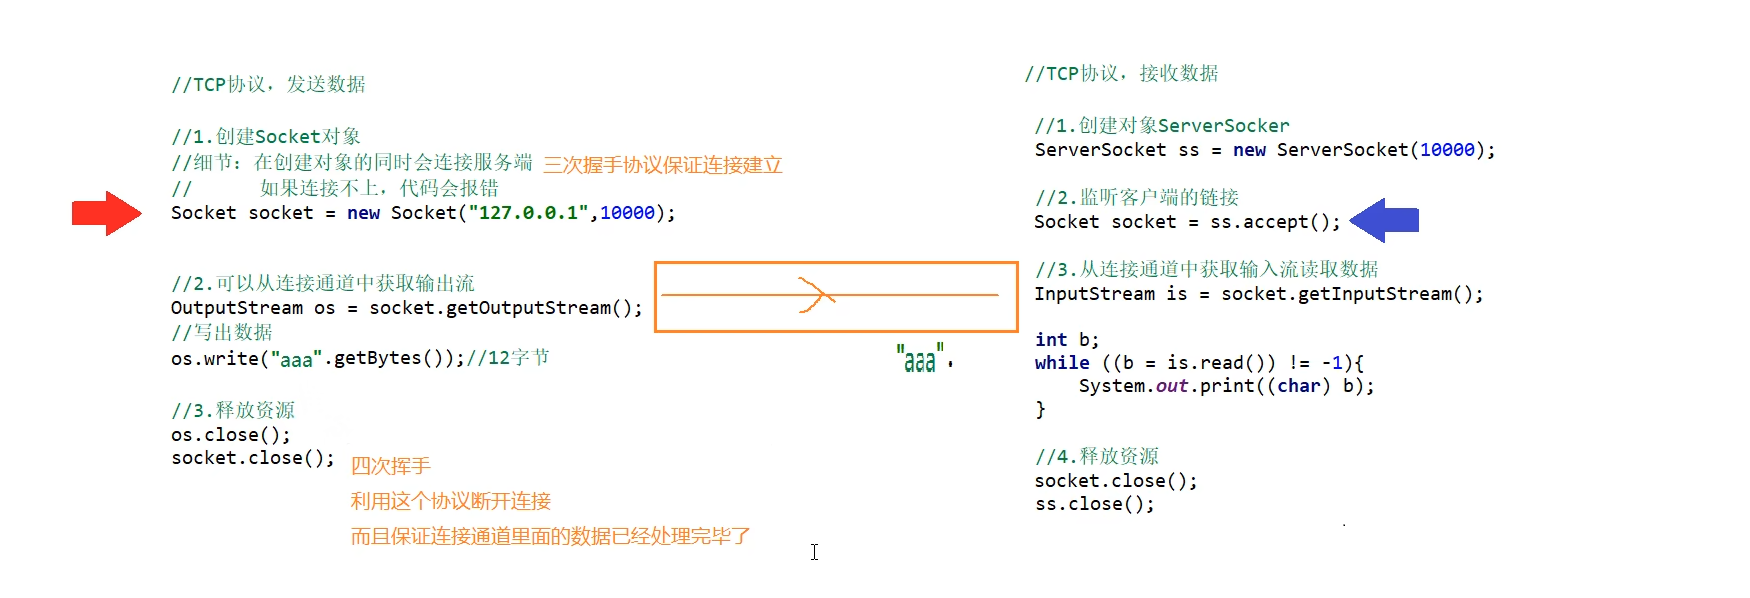 //TCP协议，发送数据
//1.创建Socket对象
//细节：在创建对象的同时会连接服务端 三次握手协议保证连接建立
//      如果连接不上，代码会报错
Socket socket = new Socket("127.0.0.1",10000);
//2.可以从连接通道中获取输出流
OutputStream os = socket.getOutputStream();
//写出数据
os.write("aaa".getBytes());//12字节
//3.释放资源
os.close();
socket.close();
四次挥手
利用这个协议断开连接
而且保证连接通道里面的数据已经处理完毕了
"aaa".
//TCP协议，接收数据
//1.创建对象ServerSocker
ServerSocket ss = new ServerSocket(10000);
//2.监听客户端的链接
Socket socket = ss.accept();
//3.从连接通道中获取输入流读取数据
InputStream is = socket.getInputStream();
int b;
while ((b = is.read()) != -1){
    System.out.print((char) b);
}
//4.释放资源
socket.close();
ss.close();